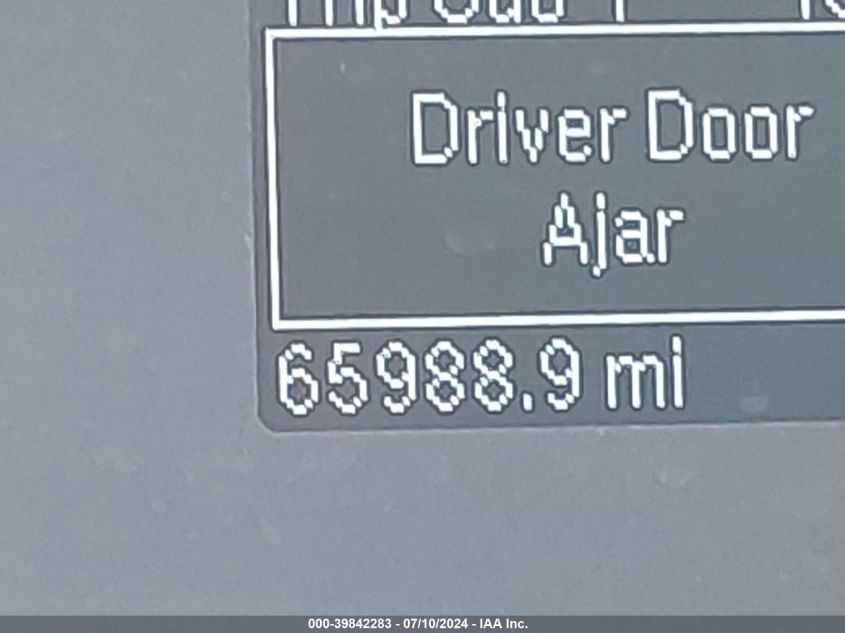 Driver Door
Ajar
65988.9 mi
000-39842283 - 07/10/2024 - IAA Inc.